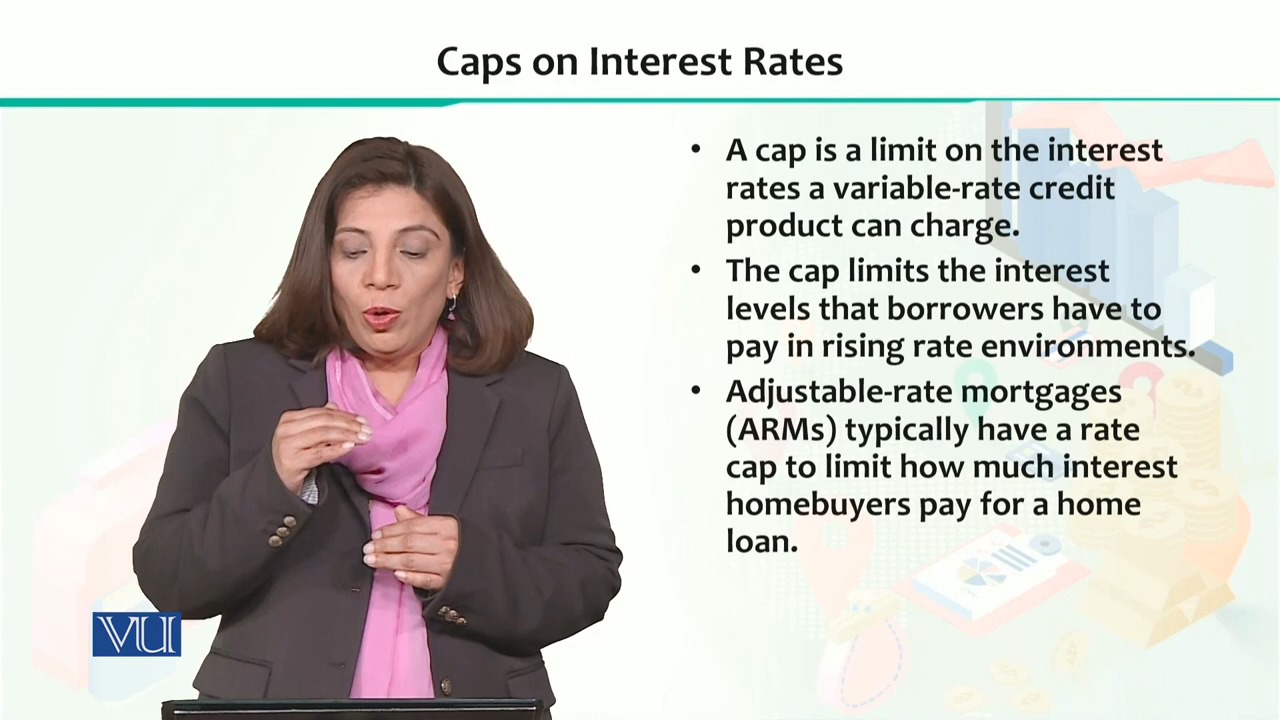 Caps on Interest Rates
• A cap is a limit on the interest
rates a variable-rate credit
product can charge.
• The cap limits the interest
levels that borrowers have to
pay in rising rate environments.
• Adjustable-rate mortgages
(ARMs) typically have a rate
cap to limit how much interest
homebuyers pay for a home
loan.
VU